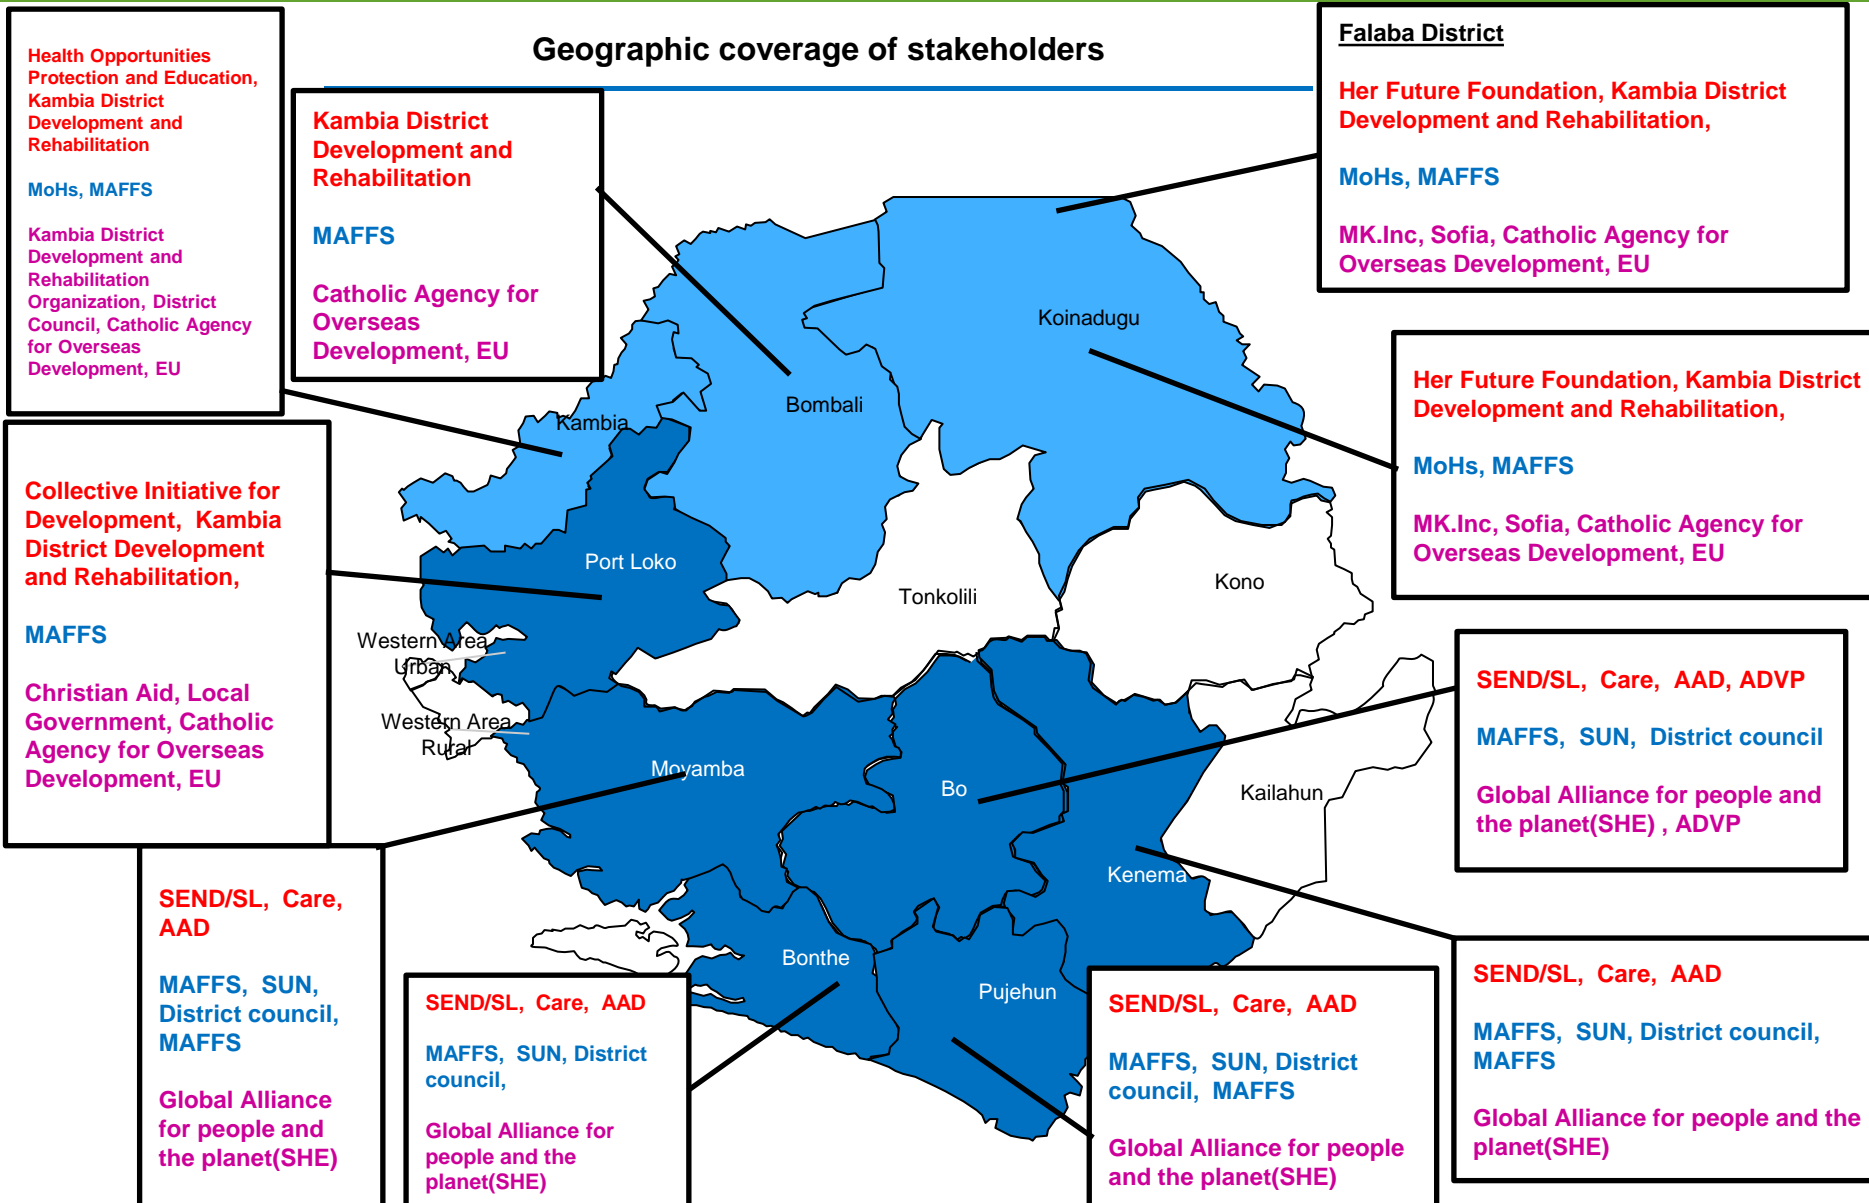 Geographic coverage of stakeholders
Health Opportunities
Protection and Education,
Kambia District
Development and
Rehabilitation
MoHs, MAFFS
Kambia District
Development and
Rehabilitation
Organization, District
Council, Catholic Agency
for Overseas
Development, EU
Kambia District
Development and
Rehabilitation
MAFFS
Catholic Agency for
Overseas
Development, EU
Falaba District
Her Future Foundation, Kambia District
Development and Rehabilitation,
MoHs, MAFFS
MK.Inc, Sofia, Catholic Agency for
Overseas Development, EU
Her Future Foundation, Kambia District
Development and Rehabilitation,
MoHs, MAFFS
MK.Inc, Sofia, Catholic Agency for
Overseas Development, EU
Collective Initiative for
Development, Kambia
District Development
and Rehabilitation,
MAFFS
Christian Aid, Local
Government, Catholic
Agency for Overseas
Development, EU
Koinadugu
Bombali
Kambia
Port Loko
Tonkolili
Kono
Western Area
Urban
Western Area
Rural
Moyamba
Bo
Kailahun
Kenema
Bonthe
Pujehun
SEND/SL, Care, AAD, ADVP
MAFFS, SUN, District council
Global Alliance for people and
the planet(SHE) , ADVP
SEND/SL, Care,
AAD
MAFFS, SUN,
District council,
MAFFS
Global Alliance
for people and
the planet(SHE)
SEND/SL, Care, AAD
MAFFS, SUN, District
council,
Global Alliance for
people and the
planet(SHE)
SEND/SL, Care, AAD
MAFFS, SUN, District
council, MAFFS
Global Alliance for people
and the planet(SHE)
SEND/SL, Care, AAD
MAFFS, SUN, District council,
MAFFS
Global Alliance for people and the
planet(SHE)